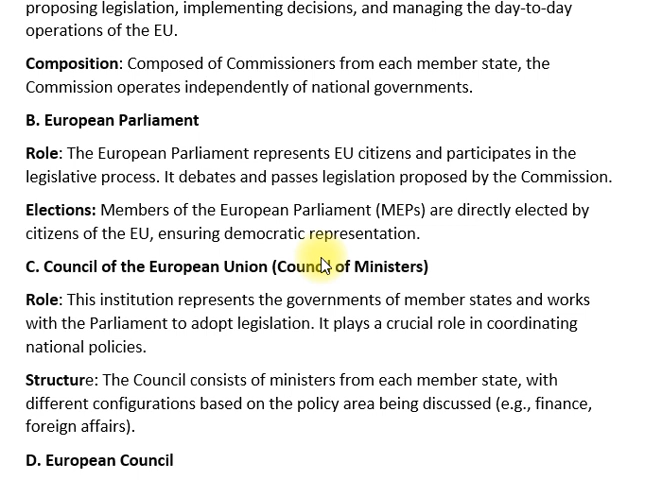 proposing legislation, implementing decisions, and managing the day-to-day
operations of the EU.
Composition: Composed of Commissioners from each member state, the
Commission operates independently of national governments.
B. European Parliament
Role: The European Parliament represents EU citizens and participates in the
legislative process. It debates and passes legislation proposed by the Commission.
Elections: Members of the European Parliament (MEPs) are directly elected by
citizens of the EU, ensuring democratic representation.
C. Council of the European Union (Council of Ministers)
Role: This institution represents the governments of member states and works
with the Parliament to adopt legislation. It plays a crucial role in coordinating
national policies.
Structure: The Council consists of ministers from each member state, with
different configurations based on the policy area being discussed (e.g., finance,
foreign affairs).
D. European Council